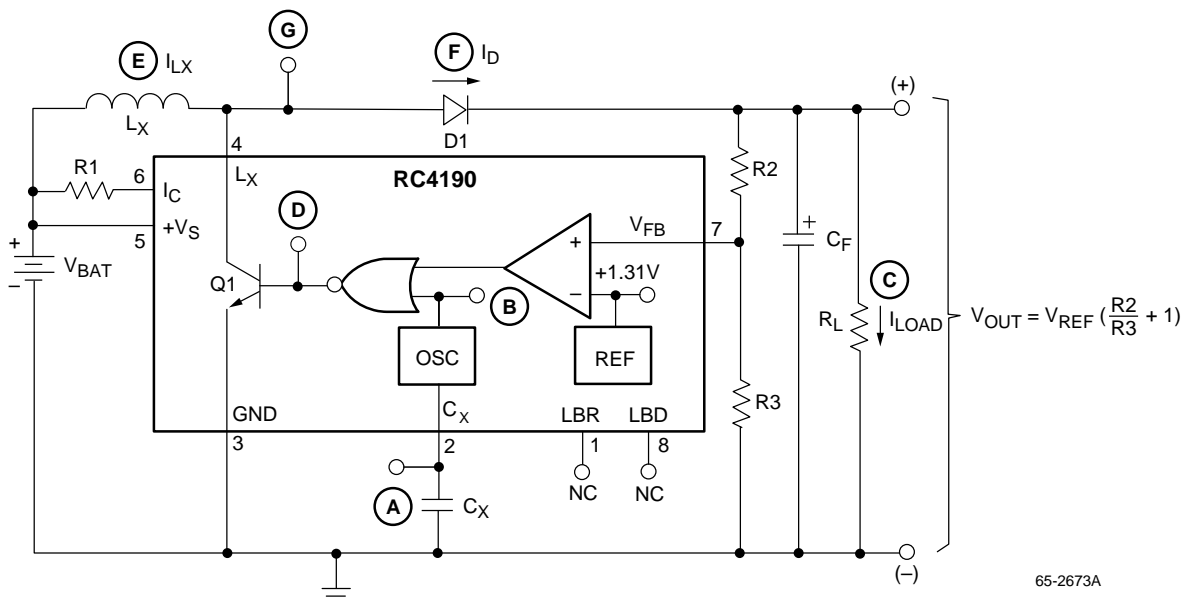 G
E I_LX
F I_D
(+)
L_X
D1
4
R1
6
L_X
RC4190
R2
I_C
D
+V_S
5
V_FB
7
+
V_BAT
–
Q1
+
–
+1.31V
B
+
C_F
C
R_L
I_LOAD
V_OUT = V_REF (R2/R3 + 1)
OSC
REF
R3
GND
C_X
LBR
LBD
3
2
1
8
NC
NC
A
C_X
(–)
65-2673A